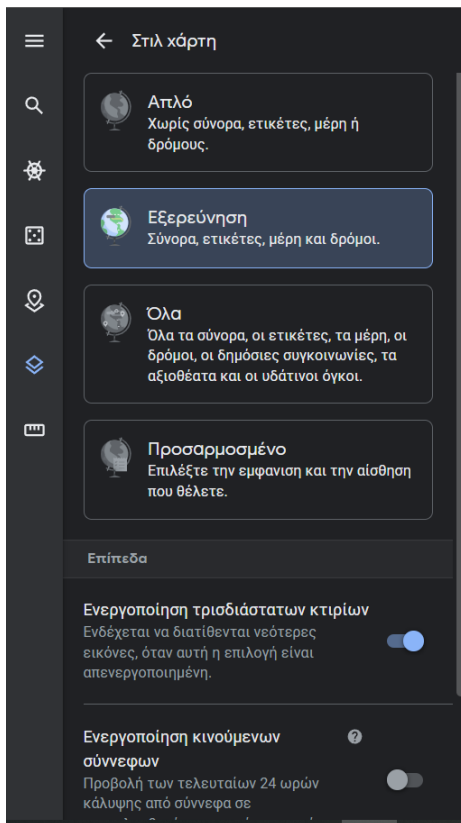 Στιλ χάρτη
Απλό
Χωρίς σύνορα, ετικέτες, μέρη ή
δρόμους.
Εξερεύνηση
Σύνορα, ετικέτες, μέρη και δρόμοι.
Όλα
Όλα τα σύνορα, οι ετικέτες, τα μέρη, οι
δρόμοι, οι δημόσιες συγκοινωνίες, τα
αξιοθέατα και οι υδάτινοι όγκοι.
Προσαρμοσμένο
Επιλέξτε την εμφανιση και την αίσθηση
που θέλετε.
Επίπεδα
Ενεργοποίηση τρισδιάστατων κτιρίων
Ενδέχεται να διατίθενται νεότερες
εικόνες, όταν αυτή η επιλογή είναι
απενεργοποιημένη.
Ενεργοποίηση κινούμενων
σύννεφων
Προβολή των τελευταίων 24 ωρών
κάλυψης από σύννεφα σε